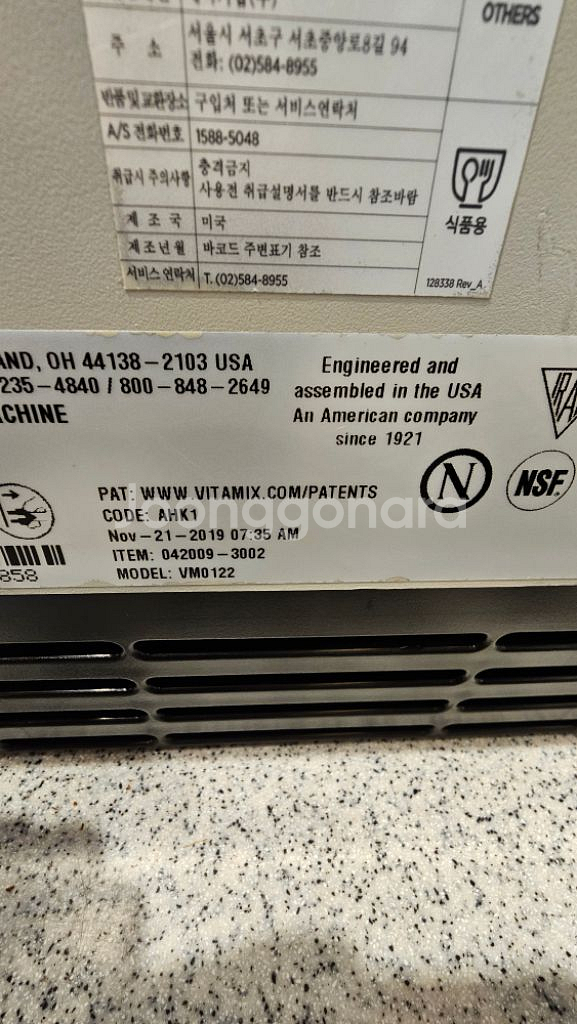 OTHERS
주 소 서울시 서초구 서초중앙로8길 94
전화: (02)584-8955
반품및교환장소 구입처 또는 서비스연락처
A/S 전화번호 1588-5048
취급시 주의사항 충격금지
사용전 취급설명서를 반드시 참조바람
제 조 국 미국
제조년월 바코드 주변표기 참조
서비스 연락처 T. (02)584-8955
식품용
128338 Rev_A
AND, OH 44138-2103 USA
235-4840 / 800-848-2649
CHINE
Engineered and
assembled in the USA
An American company
since 1921
PAT: WWW.VITAMIX.COM/PATENTS
CODE: AHK1
Nov-21-2019 07:35 AM
ITEM: 042009-3002
MODEL: VM0122
858
N
NSF.
joonggonara